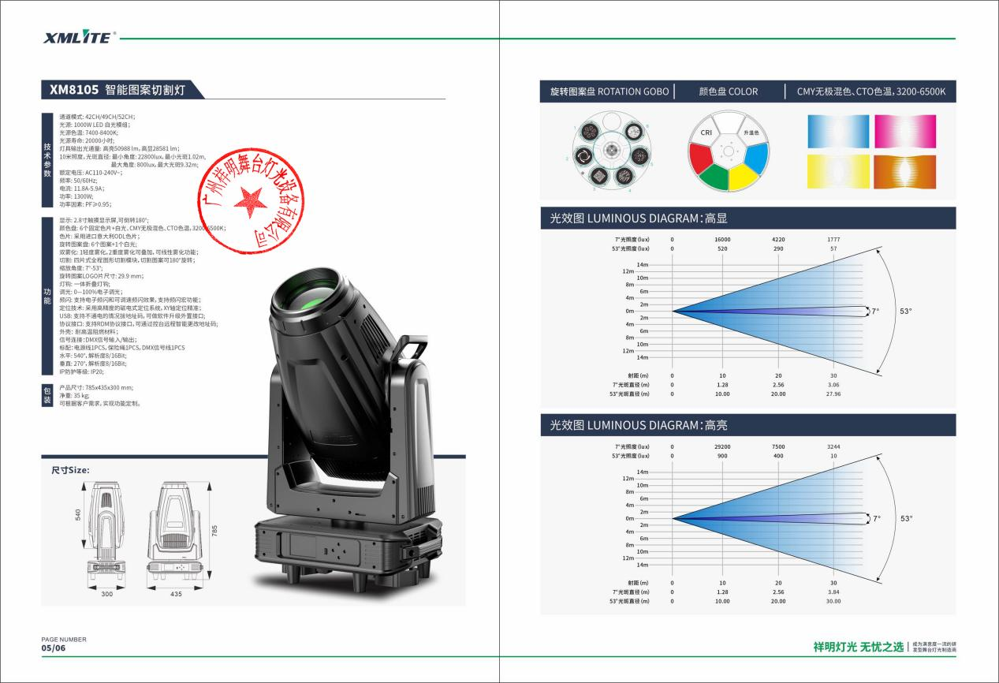 XMLITE®
XM8105 智能图案切割灯
技术参数
通道模式: 42CH/49CH/52CH;
光源: 1000W LED 白光模组;
光源色温: 7400-8400K;
光源寿命: 20000小时;
灯具输出光通量: 高亮50988 lm, 高显28581 lm;
10米照度, 光斑直径: 最小角度: 22800lux, 最小光斑1.02m,
最大角度: 800lux, 最大光斑9.32m;
额定电压: AC110-240V~;
频率: 50/60Hz;
电流: 11.8A-5.9A;
功率: 1300W;
功率因素: PF≥0.95;
广州祥明舞台灯光设备有限公司
功能
显示: 2.8寸触摸显示屏,可倒转180°;
颜色盘: 6个固定色片+白光、CMY无极混色、CTO色温, 3200-6500K;
色片: 采用进口意大利ODL色片;
旋转图案盘: 6个图案+1个白光;
双雾化: 1轻度雾化, 2重度雾化可叠加, 可线性雾化功能;
切割: 四片式全程图形切割模块, 切割图案可180°旋转;
缩放角度: 7°-53°;
旋转图案LOGO片尺寸: 29.9 mm;
灯钩: 一体折叠灯钩;
调光: 0—100%电子调光;
频闪: 支持电子频闪和可调速频闪效果, 支持频闪宏功能;
定位技术: 采用高精度的磁电式定位系统, XY轴定位精准;
USB: 支持不通电的情况拔地址码, 可做软件升级外置接口;
协议接口: 支持RDM协议接口, 可通过控台远程智能更改地址码;
外壳: 耐高温阻燃材料;
信号连接: DMX信号输入/输出;
标配: 电源线1PCS, 保险绳1PCS, DMX信号线1PCS
水平: 540°, 解析度8/16Bit;
垂直: 270°, 解析度8/16Bit;
IP防护等级: IP20;
包装
产品尺寸: 785x435x300 mm;
净重: 35 kg;
可根据客户需求, 实现功能定制。
XMLITE
尺寸Size:
540
300
435
785
PAGE NUMBER
05/06
旋转图案盘 ROTATION GOBO
颜色盘 COLOR
CMY无极混色、CTO色温, 3200-6500K
1
2
3
4
5
6
CRI
升温色
光效图 LUMINOUS DIAGRAM: 高显
7°光照度(lux) 0 16000 4220 1777
53°光照度(lux) 0 520 290 57
14m
12m
10m
8m
6m
4m
2m
0m
2m
4m
6m
8m
10m
12m
14m
7°
53°
射距(m) 0 10 20 30
7°光斑直径(m) 0 1.28 2.56 3.06
53°光斑直径(m) 0 10.00 20.00 27.96
光效图 LUMINOUS DIAGRAM: 高亮
7°光照度(lux) 0 29200 7500 3244
53°光照度(lux) 0 900 400 10
14m
12m
10m
8m
6m
4m
2m
0m
2m
4m
6m
8m
10m
12m
14m
7°
53°
射距(m) 0 10 20 30
7°光斑直径(m) 0 1.28 2.56 3.84
53°光斑直径(m) 0 10.00 20.00 30.00
祥明灯光 无忧之选
成为满意度一流的研
发型舞台灯光制造商